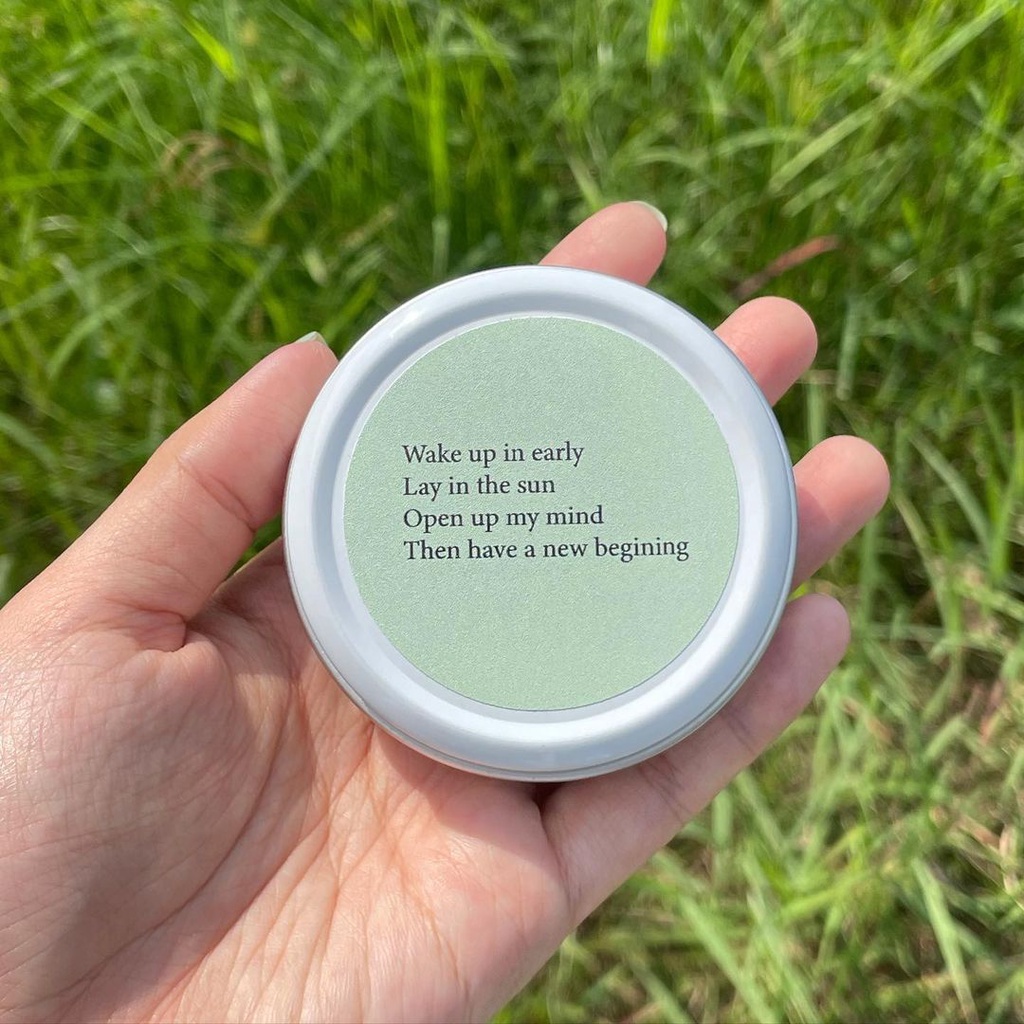 Wake up in early
Lay in the sun
Open up my mind
Then have a new begining